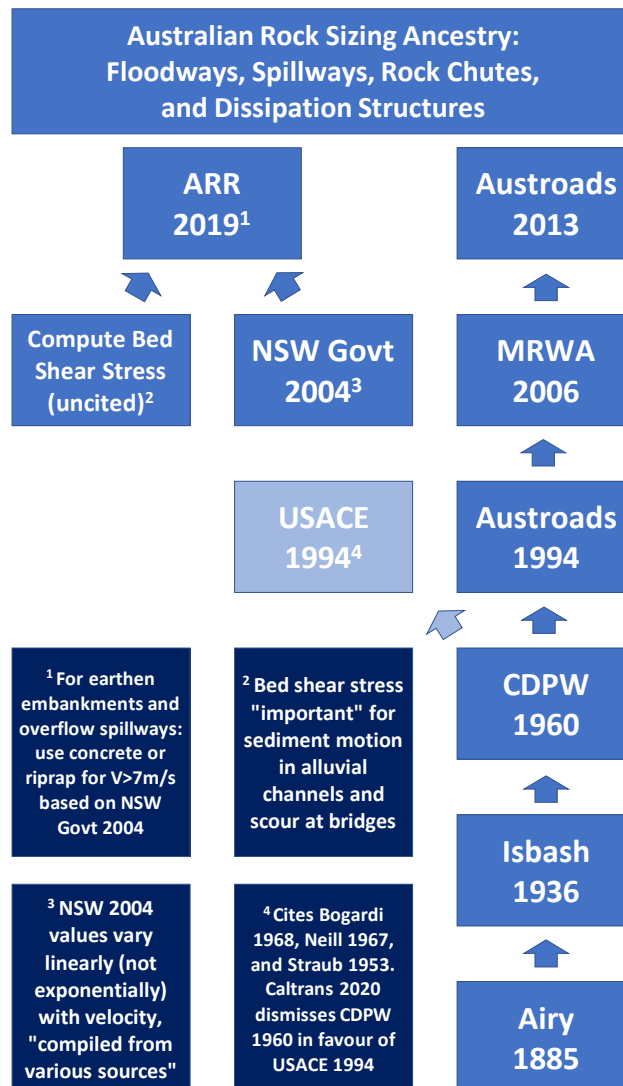 Australian Rock Sizing Ancestry:
Floodways, Spillways, Rock Chutes,
and Dissipation Structures
ARR
2019¹
Austroads
2013
Compute Bed
Shear Stress
(uncited)²
NSW Govt
2004³
MRWA
2006
USACE
1994⁴
Austroads
1994
¹ For earthen
embankments and
overflow spillways:
use concrete or
riprap for V>7m/s
based on NSW
Govt 2004
² Bed shear stress
"important" for
sediment motion
in alluvial
channels and
scour at bridges
CDPW
1960
Isbash
1936
³ NSW 2004
values vary
linearly (not
exponentially)
with velocity,
"compiled from
various sources"
⁴ Cites Bogardi
1968, Neill 1967,
and Straub 1953.
Caltrans 2020
dismisses CDPW
1960 in favour of
USACE 1994
Airy
1885